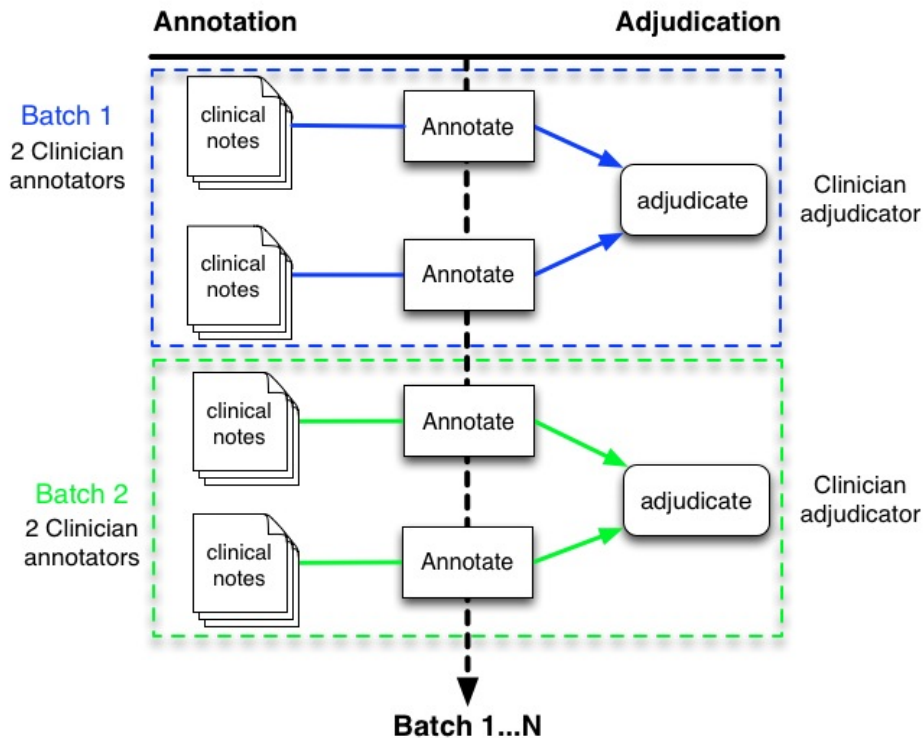 Annotation
Adjudication
Batch 1
2 Clinician
annotators
clinical
notes
Annotate
clinical
notes
Annotate
adjudicate
Clinician
adjudicator
Batch 2
2 Clinician
annotators
clinical
notes
Annotate
clinical
notes
Annotate
adjudicate
Clinician
adjudicator
Batch 1...N